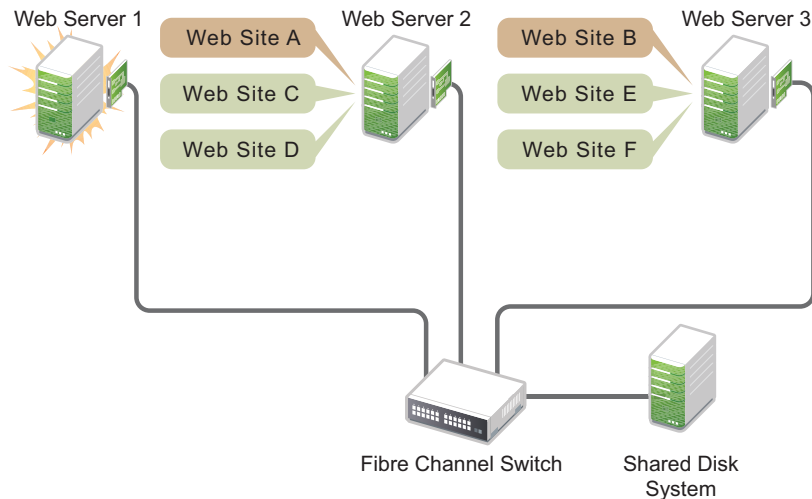 Web Server 1
Web Server 2
Web Server 3
Web Site A
Web Site B
Web Site C
Web Site E
Web Site D
Web Site F
Fibre Channel Switch
Shared Disk
System